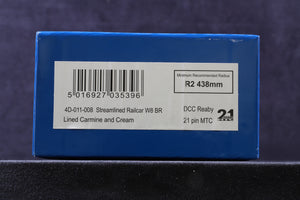 Minimum Recommended Radius
R2 438mm
5 016927 035396
4D-011-008 Streamlined Railcar W8 BR
Lined Carmine and Cream
DCC Reaby
21 pin MTC
21